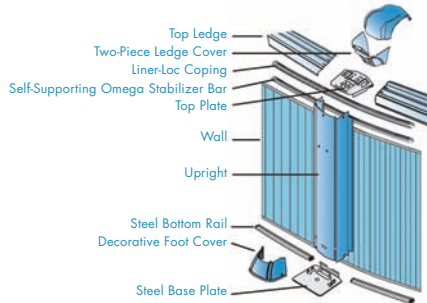 Top Ledge
Two-Piece Ledge Cover
Liner-Loc Coping
Self-Supporting Omega Stabilizer Bar
Top Plate
Wall
Upright
Steel Bottom Rail
Decorative Foot Cover
Steel Base Plate